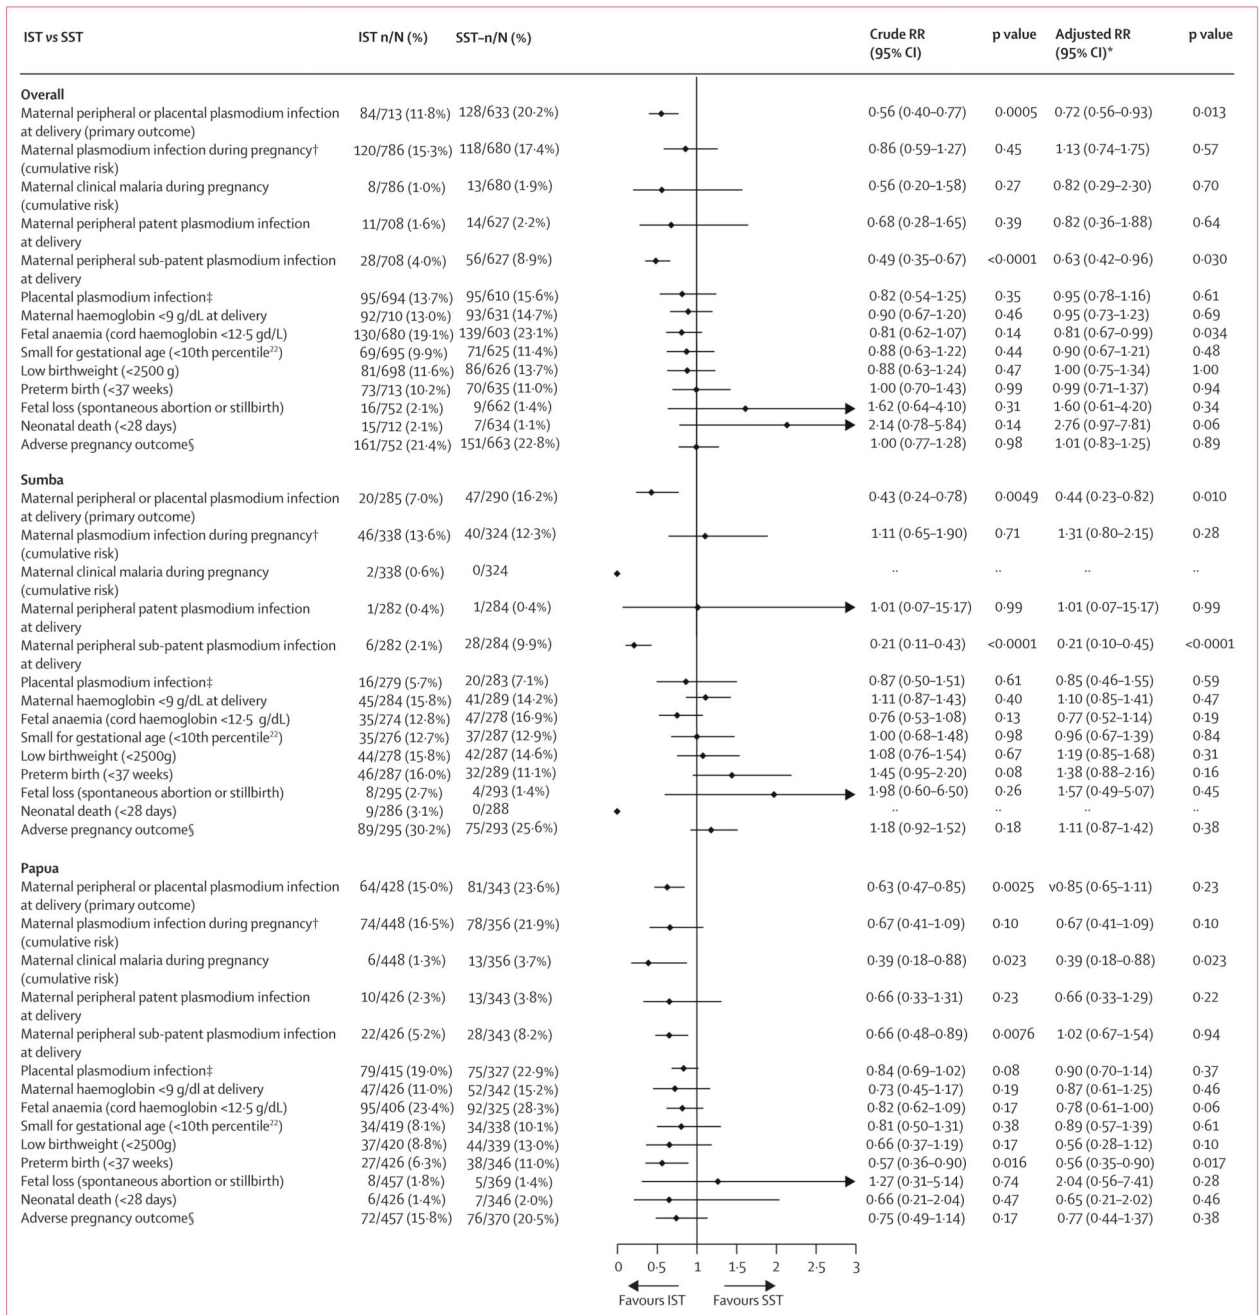 IST vs SST IST n/N (%) SST–n/N (%) Crude RR (95% CI) p value Adjusted RR (95% CI)* p value
Overall
Maternal peripheral or placental plasmodium infection at delivery (primary outcome) 84/713 (11·8%) 128/633 (20·2%) 0·56 (0·40–0·77) 0·0005 0·72 (0·56–0·93) 0·013
Maternal plasmodium infection during pregnancy† (cumulative risk) 120/786 (15·3%) 118/680 (17·4%) 0·86 (0·59–1·27) 0·45 1·13 (0·74–1·75) 0·57
Maternal clinical malaria during pregnancy (cumulative risk) 8/786 (1·0%) 13/680 (1·9%) 0·56 (0·20–1·58) 0·27 0·82 (0·29–2·30) 0·70
Maternal peripheral patent plasmodium infection at delivery 11/708 (1·6%) 14/627 (2·2%) 0·68 (0·28–1·65) 0·39 0·82 (0·36–1·88) 0·64
Maternal peripheral sub-patent plasmodium infection at delivery 28/708 (4·0%) 56/627 (8·9%) 0·49 (0·35–0·67) <0·0001 0·63 (0·42–0·96) 0·030
Placental plasmodium infection‡ 95/694 (13·7%) 95/610 (15·6%) 0·82 (0·54–1·25) 0·35 0·95 (0·78–1·16) 0·61
Maternal haemoglobin <9 g/dL at delivery 92/710 (13·0%) 93/631 (14·7%) 0·90 (0·67–1·20) 0·46 0·95 (0·73–1·23) 0·69
Fetal anaemia (cord haemoglobin <12·5 gd/L) 130/680 (19·1%) 139/603 (23·1%) 0·81 (0·62–1·07) 0·14 0·81 (0·67–0·99) 0·034
Small for gestational age (<10th percentile²²) 69/695 (9·9%) 71/625 (11·4%) 0·88 (0·63–1·22) 0·44 0·90 (0·67–1·21) 0·48
Low birthweight (<2500 g) 81/698 (11·6%) 86/626 (13·7%) 0·88 (0·63–1·24) 0·47 1·00 (0·75–1·34) 1·00
Preterm birth (<37 weeks) 73/713 (10·2%) 70/635 (11·0%) 1·00 (0·70–1·43) 0·99 0·99 (0·71–1·37) 0·94
Fetal loss (spontaneous abortion or stillbirth) 16/752 (2·1%) 9/662 (1·4%) 1·62 (0·64–4·10) 0·31 1·60 (0·61–4·20) 0·34
Neonatal death (<28 days) 15/712 (2·1%) 7/634 (1·1%) 2·14 (0·78–5·84) 0·14 2·76 (0·97–7·81) 0·06
Adverse pregnancy outcome§ 161/752 (21·4%) 151/663 (22·8%) 1·00 (0·77–1·28) 0·98 1·01 (0·83–1·25) 0·89
Sumba
Maternal peripheral or placental plasmodium infection at delivery (primary outcome) 20/285 (7·0%) 47/290 (16·2%) 0·43 (0·24–0·78) 0·0049 0·44 (0·23–0·82) 0·010
Maternal plasmodium infection during pregnancy† (cumulative risk) 46/338 (13·6%) 40/324 (12·3%) 1·11 (0·65–1·90) 0·71 1·31 (0·80–2·15) 0·28
Maternal clinical malaria during pregnancy (cumulative risk) 2/338 (0·6%) 0/324 ·· ·· ·· ··
Maternal peripheral patent plasmodium infection at delivery 1/282 (0·4%) 1/284 (0·4%) 1·01 (0·07–15·17) 0·99 1·01 (0·07–15·17) 0·99
Maternal peripheral sub-patent plasmodium infection at delivery 6/282 (2·1%) 28/284 (9·9%) 0·21 (0·11–0·43) <0·0001 0·21 (0·10–0·45) <0·0001
Placental plasmodium infection‡ 16/279 (5·7%) 20/283 (7·1%) 0·87 (0·50–1·51) 0·61 0·85 (0·46–1·55) 0·59
Maternal haemoglobin <9 g/dL at delivery 45/284 (15·8%) 41/289 (14·2%) 1·11 (0·87–1·43) 0·40 1·10 (0·85–1·41) 0·47
Fetal anaemia (cord haemoglobin <12·5 g/dL) 35/274 (12·8%) 47/278 (16·9%) 0·76 (0·53–1·08) 0·13 0·77 (0·52–1·14) 0·19
Small for gestational age (<10th percentile²²) 35/276 (12·7%) 37/287 (12·9%) 1·00 (0·68–1·48) 0·98 0·96 (0·67–1·39) 0·84
Low birthweight (<2500g) 44/278 (15·8%) 42/287 (14·6%) 1·08 (0·76–1·54) 0·67 1·19 (0·85–1·68) 0·31
Preterm birth (<37 weeks) 46/287 (16·0%) 32/289 (11·1%) 1·45 (0·95–2·20) 0·08 1·38 (0·88–2·16) 0·16
Fetal loss (spontaneous abortion or stillbirth) 8/295 (2·7%) 4/293 (1·4%) 1·98 (0·60–6·50) 0·26 1·57 (0·49–5·07) 0·45
Neonatal death (<28 days) 9/286 (3·1%) 0/288 ·· ·· ·· ··
Adverse pregnancy outcome§ 89/295 (30·2%) 75/293 (25·6%) 1·18 (0·92–1·52) 0·18 1·11 (0·87–1·42) 0·38
Papua
Maternal peripheral or placental plasmodium infection at delivery (primary outcome) 64/428 (15·0%) 81/343 (23·6%) 0·63 (0·47–0·85) 0·0025 v0·85 (0·65–1·11) 0·23
Maternal plasmodium infection during pregnancy† (cumulative risk) 74/448 (16·5%) 78/356 (21·9%) 0·67 (0·41–1·09) 0·10 0·67 (0·41–1·09) 0·10
Maternal clinical malaria during pregnancy (cumulative risk) 6/448 (1·3%) 13/356 (3·7%) 0·39 (0·18–0·88) 0·023 0·39 (0·18–0·88) 0·023
Maternal peripheral patent plasmodium infection at delivery 10/426 (2·3%) 13/343 (3·8%) 0·66 (0·33–1·31) 0·23 0·66 (0·33–1·29) 0·22
Maternal peripheral sub-patent plasmodium infection at delivery 22/426 (5·2%) 28/343 (8·2%) 0·66 (0·48–0·89) 0·0076 1·02 (0·67–1·54) 0·94
Placental plasmodium infection‡ 79/415 (19·0%) 75/327 (22·9%) 0·84 (0·69–1·02) 0·08 0·90 (0·70–1·14) 0·37
Maternal haemoglobin <9 g/dl at delivery 47/426 (11·0%) 52/342 (15·2%) 0·73 (0·45–1·17) 0·19 0·87 (0·61–1·25) 0·46
Fetal anaemia (cord haemoglobin <12·5 g/dL) 95/406 (23·4%) 92/325 (28·3%) 0·82 (0·62–1·09) 0·17 0·78 (0·61–1·00) 0·06
Small for gestational age (<10th percentile²²) 34/419 (8·1%) 34/338 (10·1%) 0·81 (0·50–1·31) 0·38 0·89 (0·57–1·39) 0·61
Low birthweight (<2500g) 37/420 (8·8%) 44/339 (13·0%) 0·66 (0·37–1·19) 0·17 0·56 (0·28–1·12) 0·10
Preterm birth (<37 weeks) 27/426 (6·3%) 38/346 (11·0%) 0·57 (0·36–0·90) 0·016 0·56 (0·35–0·90) 0·017
Fetal loss (spontaneous abortion or stillbirth) 8/457 (1·8%) 5/369 (1·4%) 1·27 (0·31–5·14) 0·74 2·04 (0·56–7·41) 0·28
Neonatal death (<28 days) 6/426 (1·4%) 7/346 (2·0%) 0·66 (0·21–2·04) 0·47 0·65 (0·21–2·02) 0·46
Adverse pregnancy outcome§ 72/457 (15·8%) 76/370 (20·5%) 0·75 (0·49–1·14) 0·17 0·77 (0·44–1·37) 0·38
0 0·5 1 1·5 2 2·5 3
Favours IST Favours SST